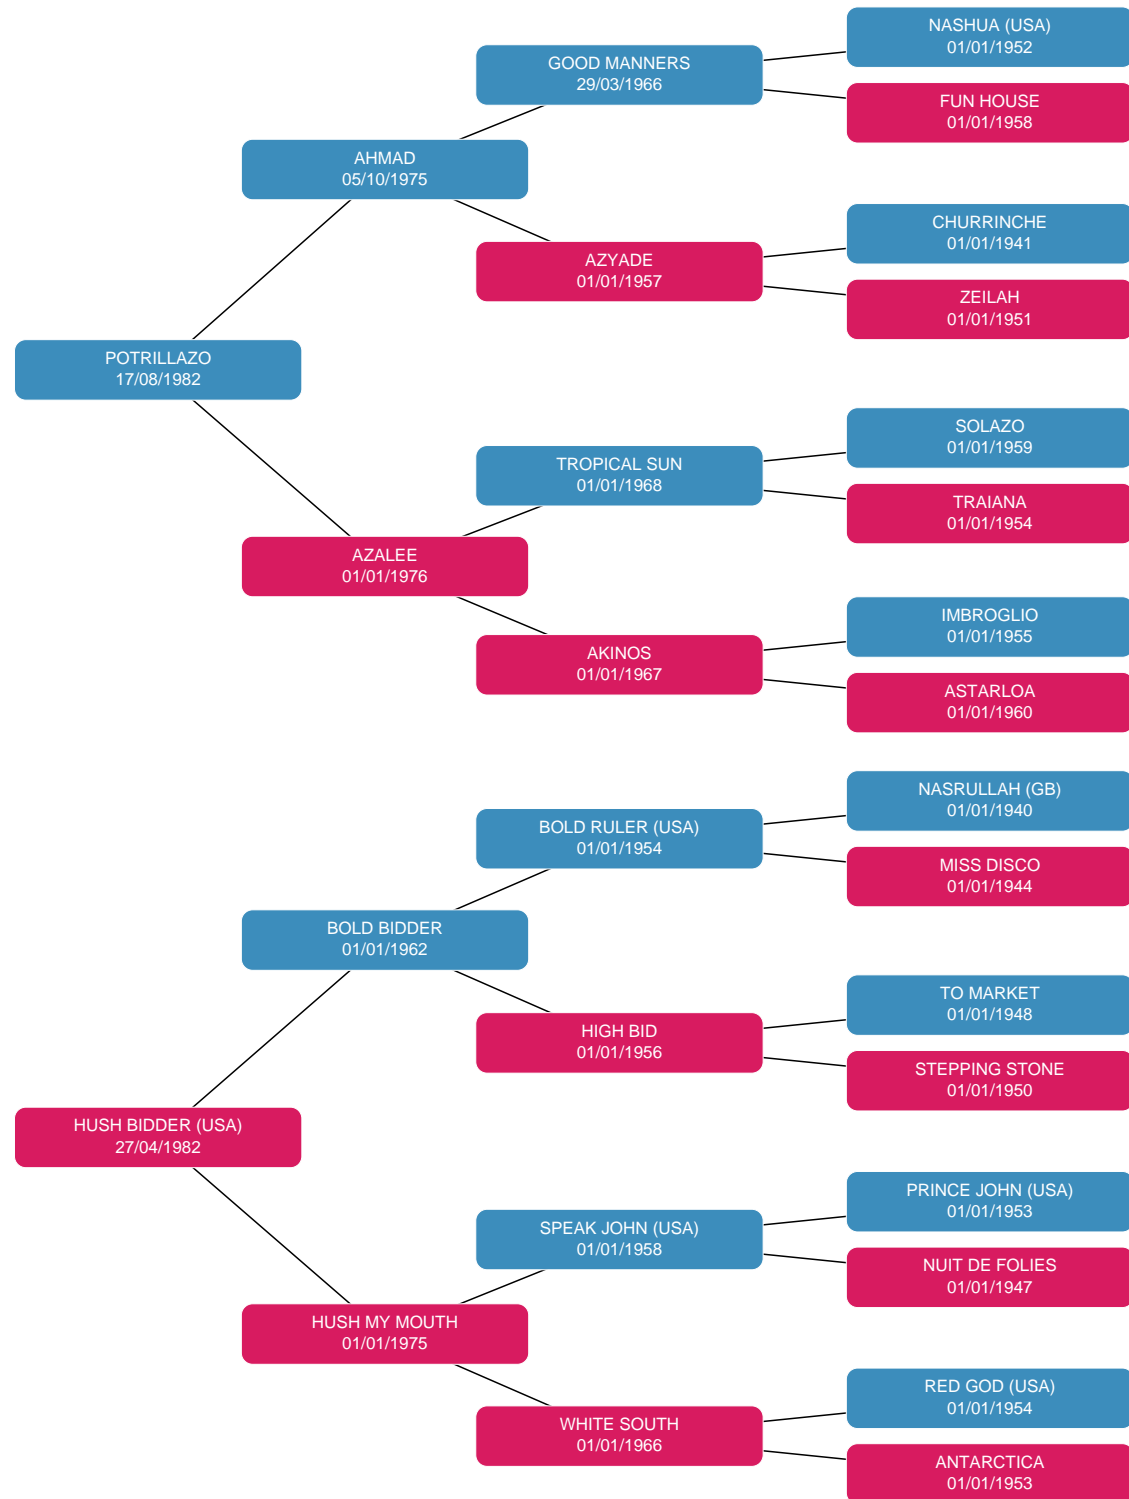 NASHUA (USA)
01/01/1952
GOOD MANNERS
29/03/1966
FUN HOUSE
01/01/1958
AHMAD
05/10/1975
CHURRINCHE
01/01/1941
AZYADE
01/01/1957
ZEILAH
01/01/1951
POTRILLAZO
17/08/1982
SOLAZO
01/01/1959
TROPICAL SUN
01/01/1968
TRAIANA
01/01/1954
AZALEE
01/01/1976
IMBROGLIO
01/01/1955
AKINOS
01/01/1967
ASTARLOA
01/01/1960
NASRULLAH (GB)
01/01/1940
BOLD RULER (USA)
01/01/1954
MISS DISCO
01/01/1944
BOLD BIDDER
01/01/1962
TO MARKET
01/01/1948
HIGH BID
01/01/1956
STEPPING STONE
01/01/1950
HUSH BIDDER (USA)
27/04/1982
PRINCE JOHN (USA)
01/01/1953
SPEAK JOHN (USA)
01/01/1958
NUIT DE FOLIES
01/01/1947
HUSH MY MOUTH
01/01/1975
RED GOD (USA)
01/01/1954
WHITE SOUTH
01/01/1966
ANTARCTICA
01/01/1953